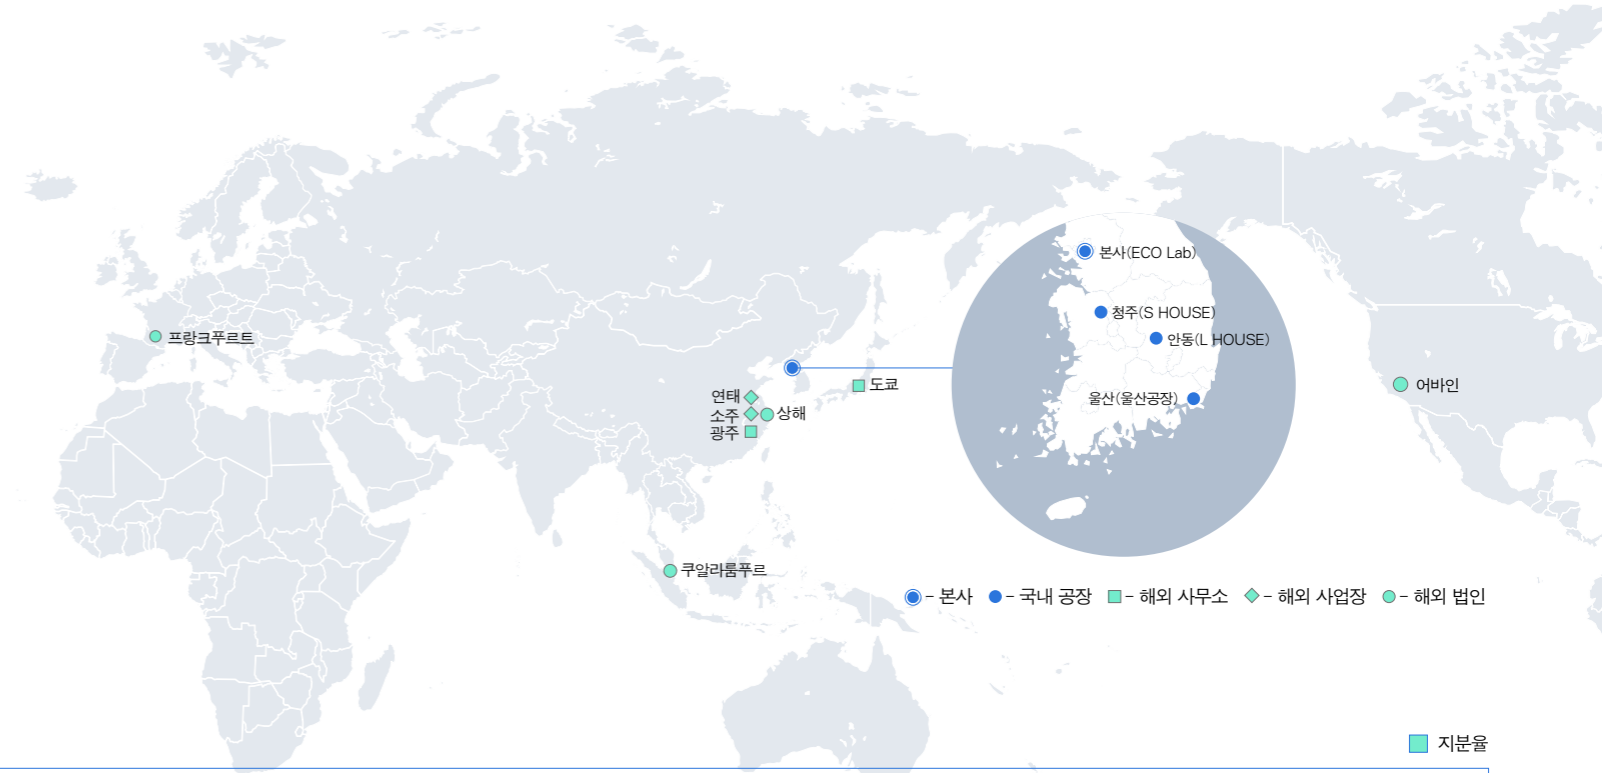 본사(ECO Lab)
청주(S HOUSE)
안동(L HOUSE)
울산(울산공장)
프랑크푸르트
연태
소주
상해
광주
도쿄
어바인
쿠알라룸푸르
- 본사 - 국내 공장 - 해외 사무소 - 해외 사업장 - 해외 법인
지분율